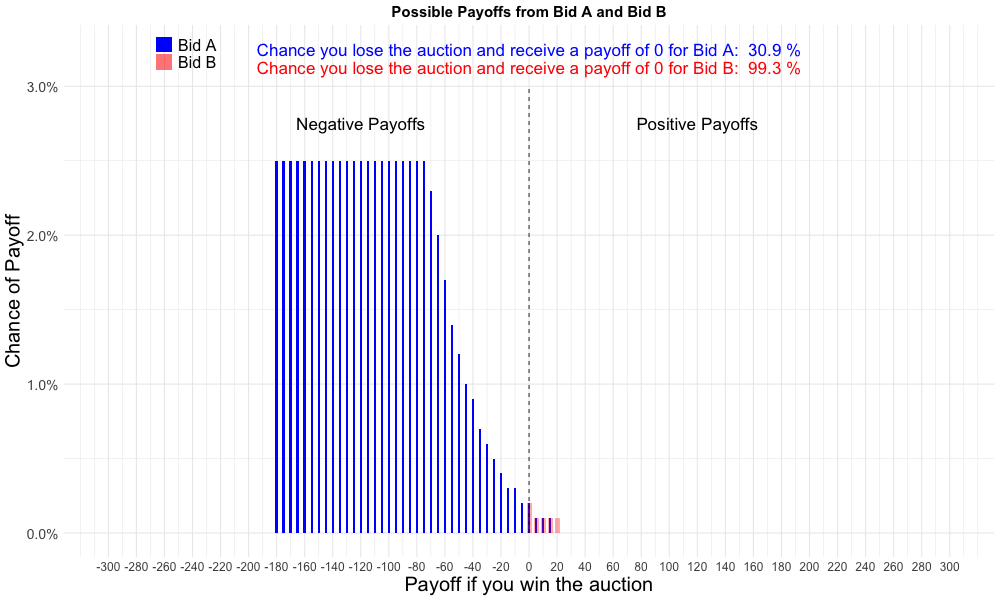 Possible Payoffs from Bid A and Bid B
Bid A
Bid B
Chance you lose the auction and receive a payoff of 0 for Bid A: 30.9 %
Chance you lose the auction and receive a payoff of 0 for Bid B: 99.3 %
Negative Payoffs
Positive Payoffs
Chance of Payoff
3.0%
2.0%
1.0%
0.0%
-300 -280 -260 -240 -220 -200 -180 -160 -140 -120 -100 -80 -60 -40 -20 0 20 40 60 80 100 120 140 160 180 200 220 240 260 280 300
Payoff if you win the auction